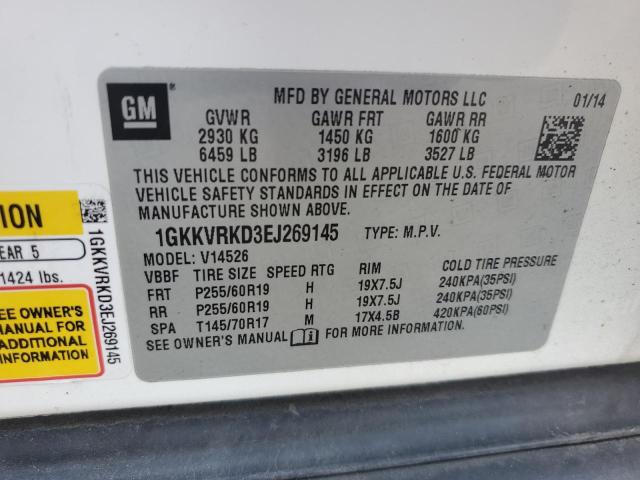 GM
MFD BY GENERAL MOTORS LLC 01/14
GVWR GAWR FRT GAWR RR
2930 KG 1450 KG 1600 KG
6459 LB 3196 LB 3527 LB
THIS VEHICLE CONFORMS TO ALL APPLICABLE U.S. FEDERAL MOTOR
VEHICLE SAFETY STANDARDS IN EFFECT ON THE DATE OF
MANUFACTURE SHOWN ABOVE.
1GKKVRKD3EJ269145 TYPE: M.P.V.
MODEL: V14526
VBBF TIRE SIZE SPEED RTG RIM COLD TIRE PRESSURE
FRT P255/60R19 H 19X7.5J 240KPA(35PSI)
RR P255/60R19 H 19X7.5J 240KPA(35PSI)
SPA T145/70R17 M 17X4.5B 420KPA(60PSI)
SEE OWNER'S MANUAL FOR MORE INFORMATION.
TION
EAR 5
1424 lbs.
SEE OWNER'S
MANUAL FOR
ADDITIONAL
INFORMATION
1GKKVRKD3EJ269145